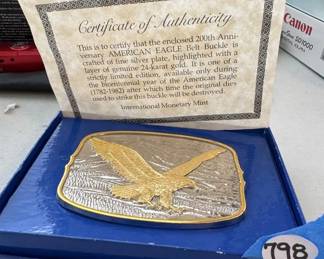 Certificate of Authenticity
This is to certify that the enclosed 200th Anni-
versary AMERICAN EAGLE Belt Buckle is
crafted of fine silver plate, highlighted with a
layer of genuine 24-karat gold. It is one of a
strictly limited edition, available only during
the bicentennial year of the American Eagle
(1782-1982) after which time the original dies
used to strike this buckle will be destroyed.
International Monetary Mint
Canon
798